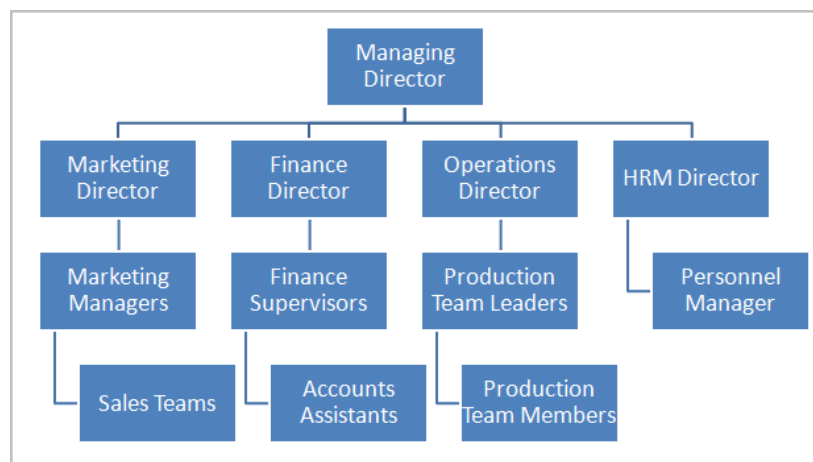 Managing
Director
Marketing
Director
Finance
Director
Operations
Director
HRM Director
Marketing
Managers
Finance
Supervisors
Production
Team Leaders
Personnel
Manager
Sales Teams
Accounts
Assistants
Production
Team Members